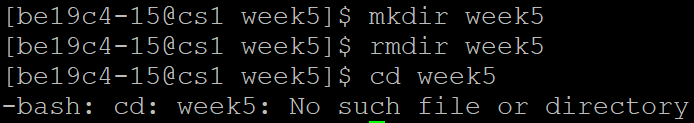 [be19c4-15@cs1 week5]$ mkdir week5
[be19c4-15@cs1 week5]$ rmdir week5
[be19c4-15@cs1 week5]$ cd week5
-bash: cd: week5: No such file or directory